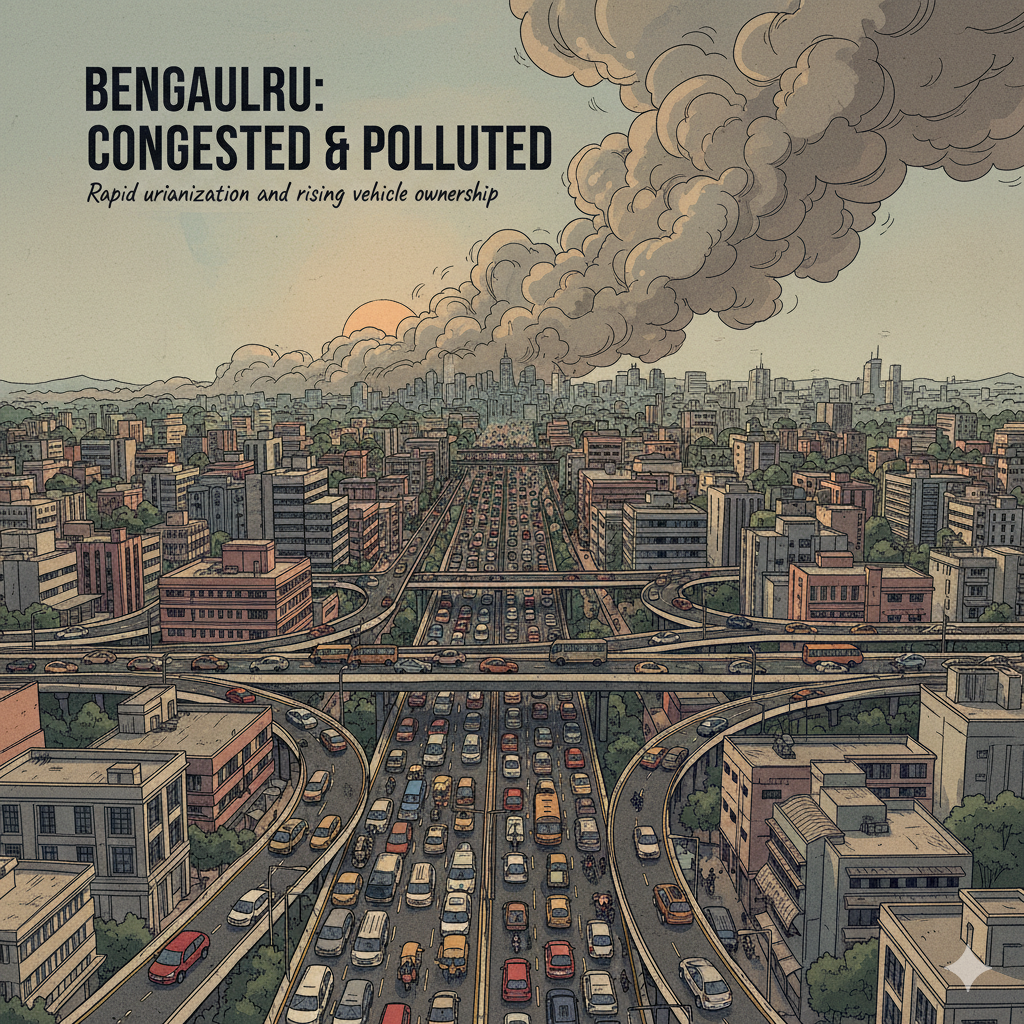 BENGAULRU:
CONGESTED & POLLUTED
Rapid urianization and rising vehicle ownership